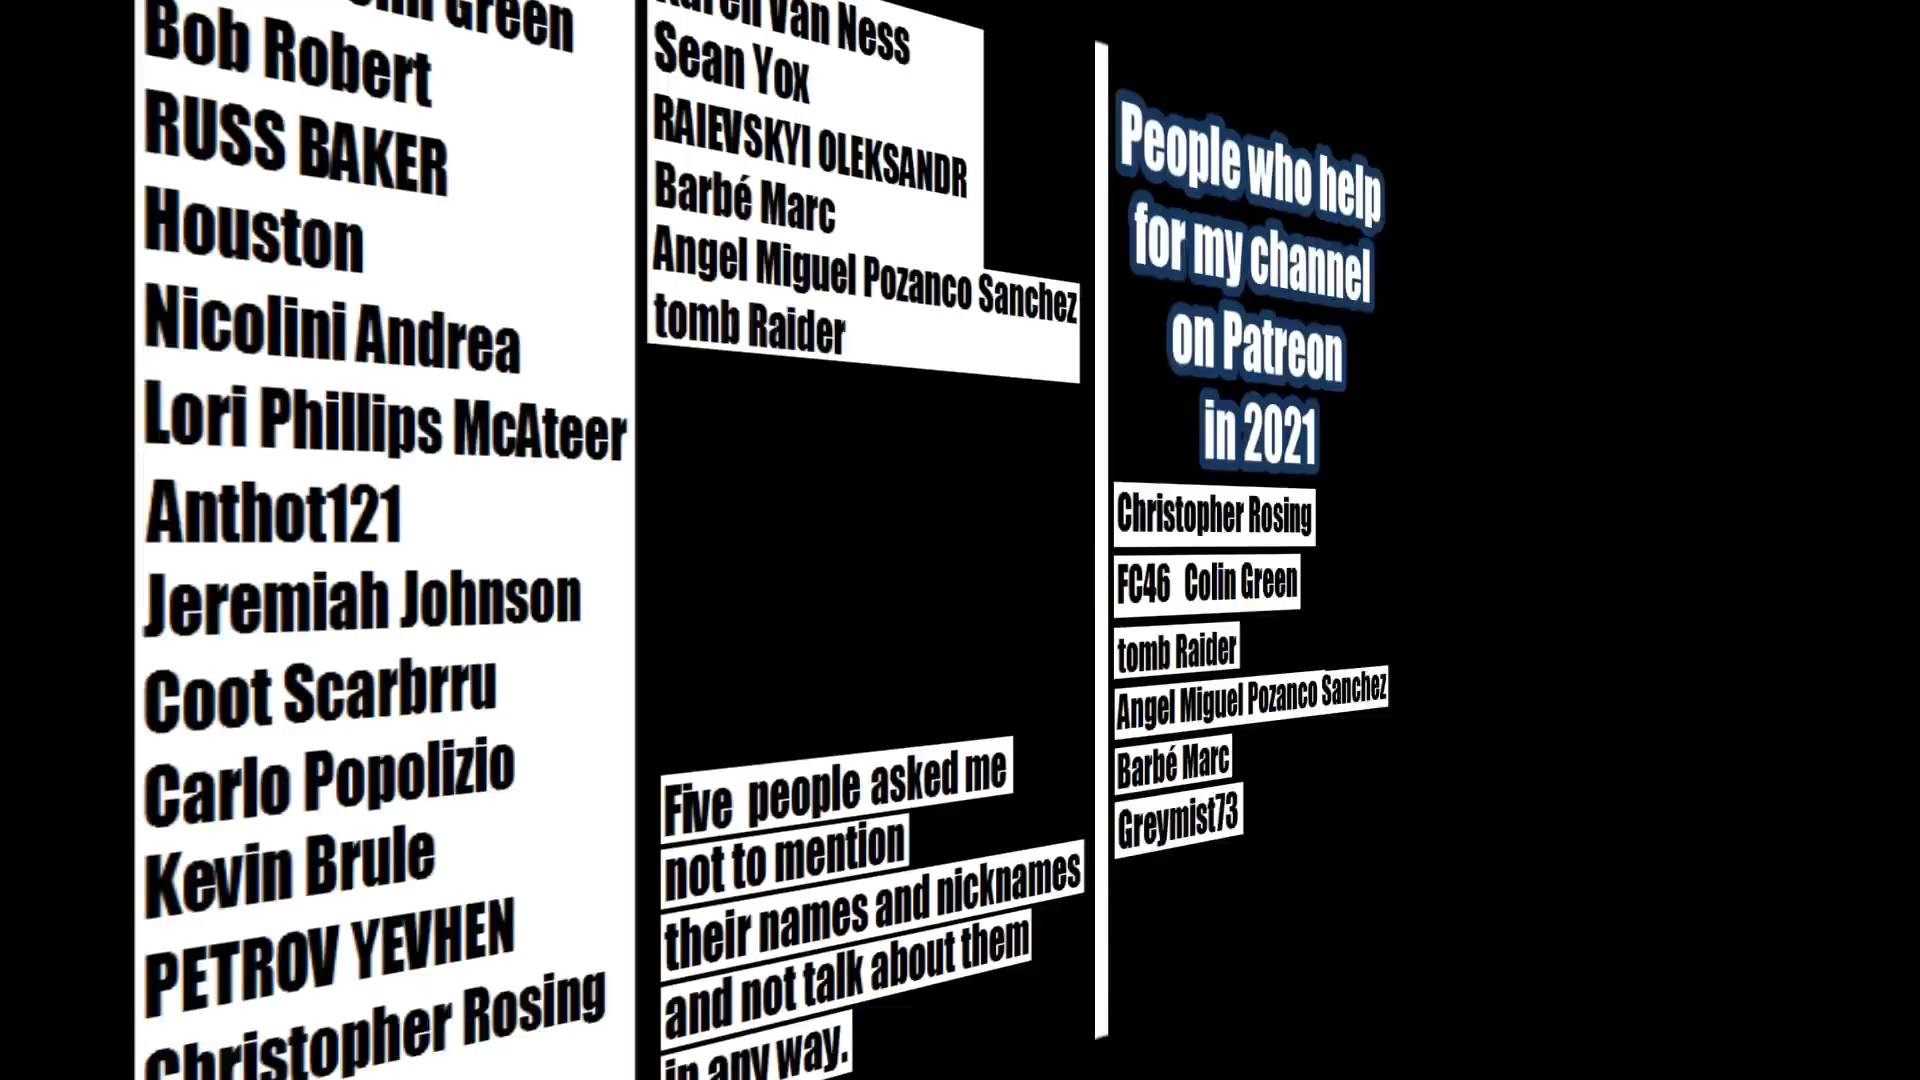 Colin Green
Bob Robert
RUSS BAKER
Houston
Nicolini Andrea
Lori Phillips McAteer
Anthot121
Jeremiah Johnson
Coot Scarbrru
Carlo Popolizio
Kevin Brule
PETROV YEVHEN
Christopher Rosing
Karen Van Ness
Sean Yox
RAIEVSKYI OLEKSANDR
Barbé Marc
Angel Miguel Pozanco Sanchez
tomb Raider
Five people asked me
not to mention
their names and nicknames
and not talk about them
in any way.
People who help
for my channel
on Patreon
in 2021
Christopher Rosing
FC46 Colin Green
tomb Raider
Angel Miguel Pozanco Sanchez
Barbé Marc
Greymist73